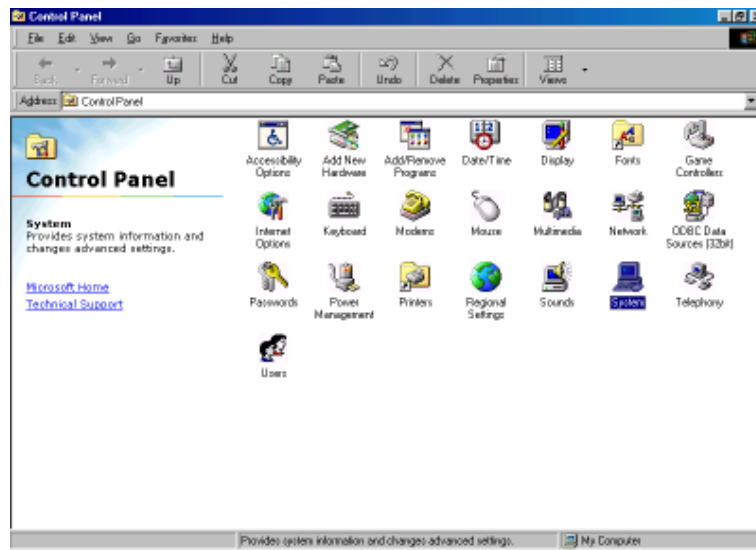 Control Panel
File Edit View Go Favorites Help
Back Forward Up Cut Copy Paste Undo Delete Properties Views
Address Control Panel
Control Panel
System
Provides system information and
changes advanced settings.
Microsoft Home
Technical Support
Accessibility Options
Add New Hardware
Add/Remove Programs
Date/Time
Display
Fonts
Game Controllers
Internet Options
Keyboard
Modems
Mouse
Multimedia
Network
ODBC Data Sources (32bit)
Passwords
Power Management
Printers
Regional Settings
Sounds
System
Telephony
Users
Provides system information and changes advanced settings. My Computer